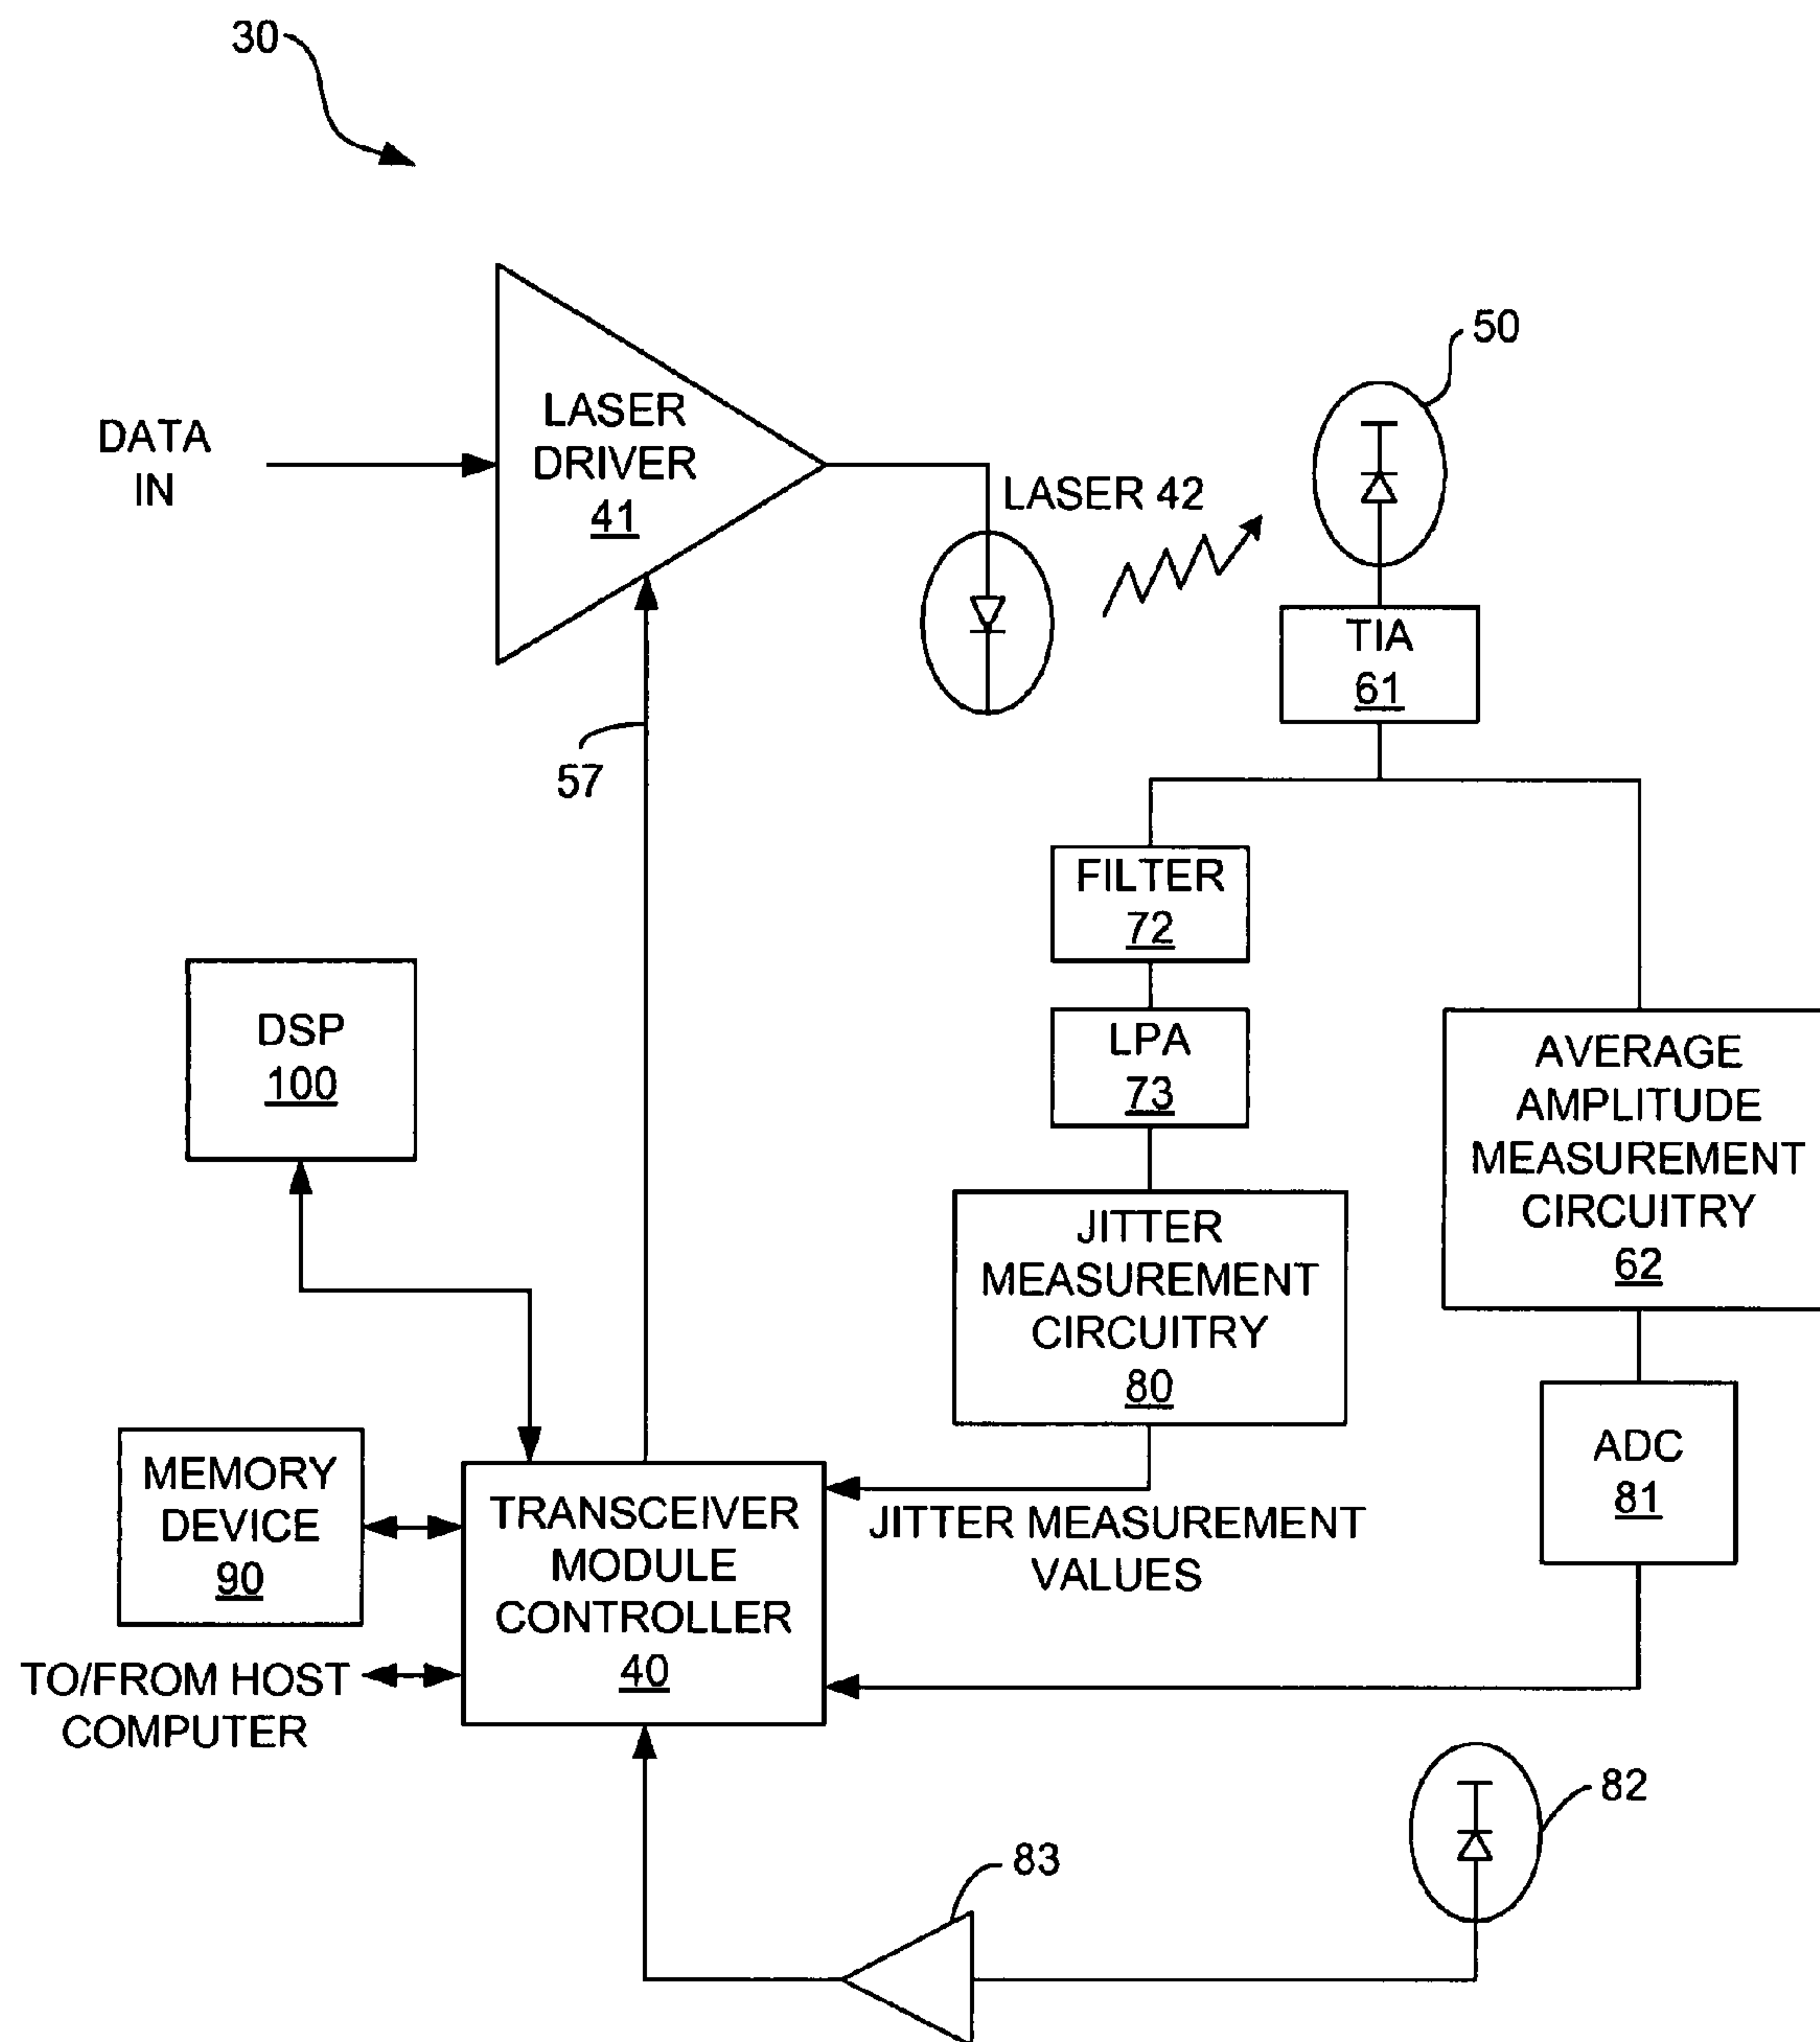 30
50
DATA
IN
LASER
DRIVER
41
LASER 42
TIA
61
57
FILTER
72
LPA
73
DSP
100
AVERAGE
AMPLITUDE
MEASUREMENT
CIRCUITRY
62
JITTER
MEASUREMENT
CIRCUITRY
80
ADC
81
MEMORY
DEVICE
90
TRANSCEIVER
MODULE
CONTROLLER
40
JITTER MEASUREMENT
VALUES
TO/FROM HOST
COMPUTER
82
83